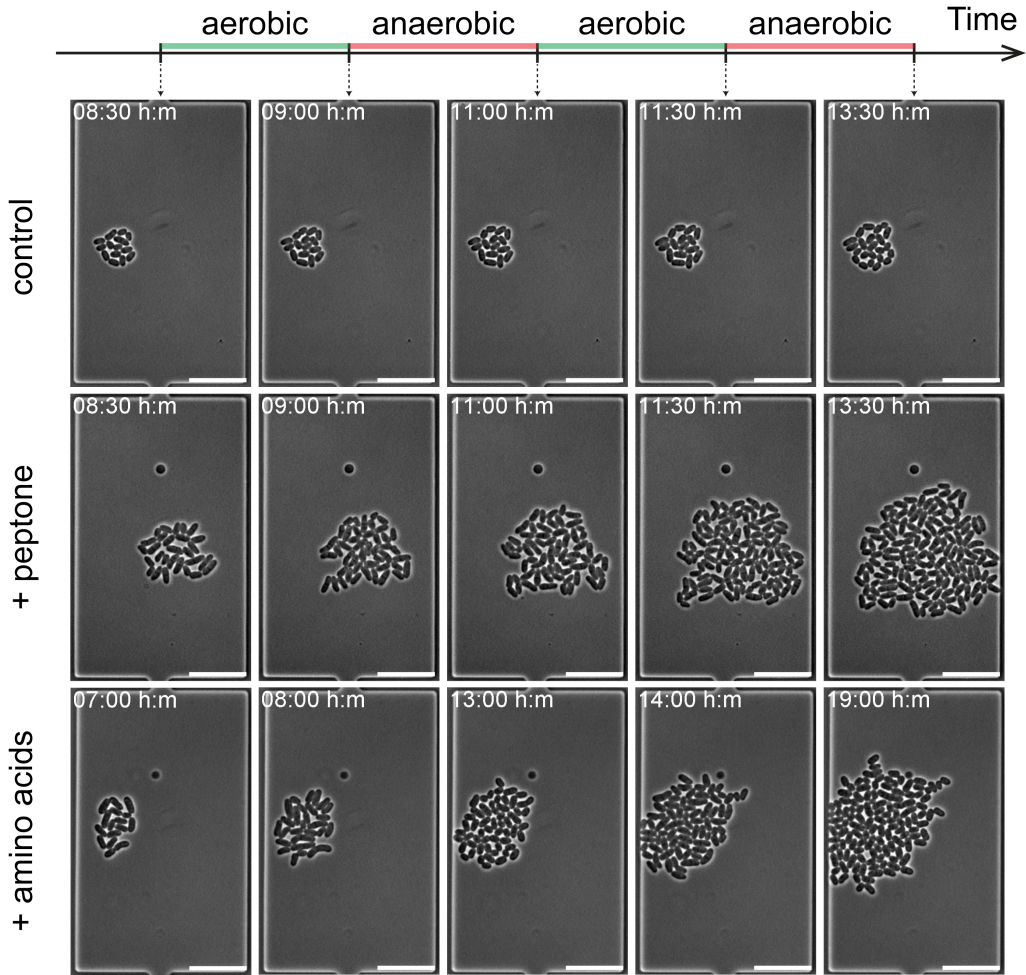 aerobic anaerobic aerobic anaerobic Time
control
08:30 h:m 09:00 h:m 11:00 h:m 11:30 h:m 13:30 h:m
+ peptone
08:30 h:m 09:00 h:m 11:00 h:m 11:30 h:m 13:30 h:m
+ amino acids
07:00 h:m 08:00 h:m 13:00 h:m 14:00 h:m 19:00 h:m